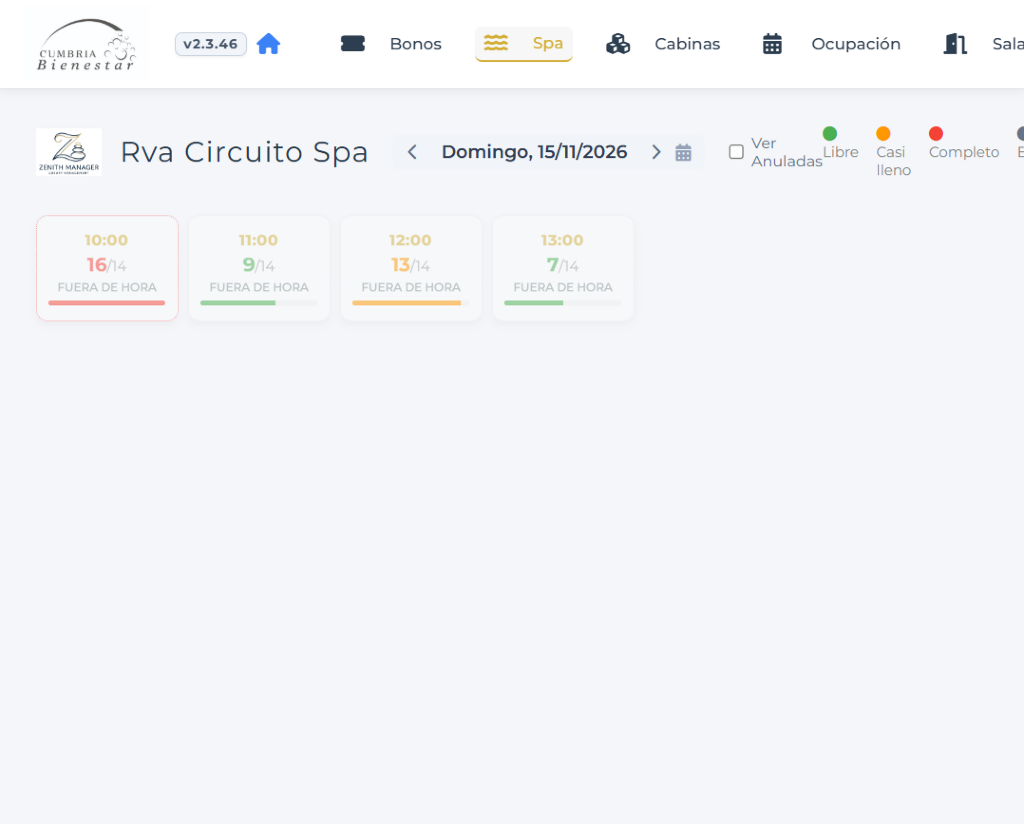 CUMBRIA
Bienestar
v2.3.46
Bonos
Spa
Cabinas
Ocupación
Sala
ZENITH MANAGER
Rva Circuito Spa
Domingo, 15/11/2026
Ver
Anuladas
Libre
Casi
lleno
Completo
10:00
16/14
FUERA DE HORA
11:00
9/14
FUERA DE HORA
12:00
13/14
FUERA DE HORA
13:00
7/14
FUERA DE HORA